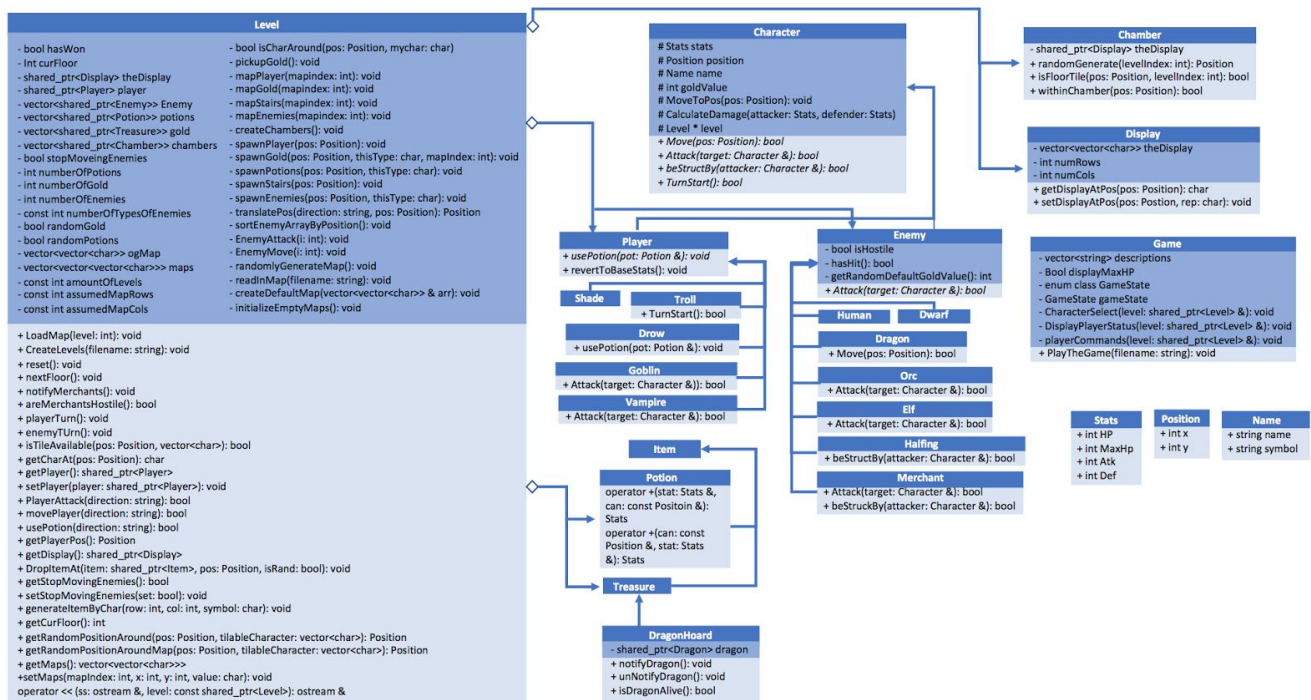 Level
- bool hasWon
- Int curFloor
- shared_ptr<Display> theDisplay
- shared_ptr<Player> player
- vector<shared_ptr<Enemy>> Enemy
- vector<shared_ptr<Potion>> potions
- vector<shared_ptr<Treasure>> gold
- vector<shared_ptr<Chamber>> chambers
- bool stopMoveingEnemies
- int numberOfPotions
- int numberOfGold
- int numberOfEnemies
- const int numberOfTypesOfEnemies
- bool randomGold
- bool randomPotions
- vector<vector<char>> ogMap
- vector<vector<vector<char>>> maps
- const int amountOfLevels
- const int assumedMapRows
- const int assumedMapCols
- bool isCharAround(pos: Position, mychar: char)
- pickupGold(): void
- mapPlayer(mapindex: int): void
- mapGold(mapindex: int): void
- mapStairs(mapindex: int): void
- mapEnemies(mapindex: int): void
- createChambers(): void
- spawnPlayer(pos: Position): void
- spawnGold(pos: Position, thisType: char, mapIndex: int): void
- spawnPotions(pos: Position, thisType: char): void
- spawnStairs(pos: Position): void
- spawnEnemies(pos: Position, thisType: char): void
- translatePos(direction: string, pos: Position): Position
- sortEnemyArrayByPosition(): void
- EnemyAttack(i: int): void
- EnemyMove(i: int): void
- randomlyGenerateMap(): void
- readInMap(filename: string): void
- createDefaultMap(vector<vector<char>> & arr): void
- initializeEmptyMaps(): void
+ LoadMap(level: int): void
+ CreateLevels(filename: string): void
+ reset(): void
+ nextFloor(): void
+ notifyMerchants(): void
+ areMerchantsHostile(): bool
+ playerTurn(): void
+ enemyTUrn(): void
+ isTileAvailable(pos: Position, vector<char>): bool
+ getCharAt(pos: Position): char
+ getPlayer(): shared_ptr<Player>
+ setPlayer(player: shared_ptr<Player>): void
+ PlayerAttack(direction: string): bool
+ movePlayer(direction: string): bool
+ usePotion(direction: string): bool
+ getPlayerPos(): Position
+ getDisplay(): shared_ptr<Display>
+ DropItemAt(item: shared_ptr<Item>, pos: Position, isRand: bool): void
+ getStopMovingEnemies(): bool
+ setStopMovingEnemies(set: bool): void
+ generateItemByChar(row: int, col: int, symbol: char): void
+ getCurFloor(): int
+ getRandomPositionAround(pos: Position, tilableCharacter: vector<char>): Position
+ getRandomPositionAroundMap(pos: Position, tilableCharacter: vector<char>): Position
+ getMaps(): vector<vector<char>>>
+setMaps(mapIndex: int, x: int, y: int, value: char): void
operator << (ss: ostream &, level: const shared_ptr<Level>): ostream &
Character
# Stats stats
# Position position
# Name name
# int goldValue
# MoveToPos(pos: Position): void
# CalculateDamage(attacker: Stats, defender: Stats)
# Level * level
+ Move(pos: Position): bool
+ Attack(target: Character &): bool
+ beStructBy(attacker: Character &): bool
+ TurnStart(): bool
Chamber
- shared_ptr<Display> theDisplay
+ randomGenerate(levelIndex: int): Position
+ isFloorTile(pos: Position, levelIndex: int): bool
+ withinChamber(pos: Position): bool
Display
- vector<vector<char>> theDisplay
- int numRows
- int numCols
+ getDisplayAtPos(pos: Position): char
+ setDisplayAtPos(pos: Postion, rep: char): void
Player
+ usePotion(pot: Potion &): void
+ revertToBaseStats(): void
Shade
Troll
+ TurnStart(): bool
Drow
+ usePotion(pot: Potion &): void
Goblin
+ Attack(target: Character &)): bool
Vampire
+ Attack(target: Character &): bool
Enemy
- bool isHostile
- hasHit(): bool
- getRandomDefaultGoldValue(): int
+ Attack(target: Character &): bool
Human
Dwarf
Dragon
+ Move(pos: Position): bool
Orc
+ Attack(target: Character &): bool
Elf
+ Attack(target: Character &): bool
Halfing
+ beStructBy(attacker: Character &): bool
Merchant
+ Attack(target: Character &): bool
+ beStruckBy(attacker: Character &): bool
Game
- vector<string> descriptions
- Bool displayMaxHP
- enum class GameState
- GameState gameState
- CharacterSelect(level: shared_ptr<Level> &): void
- DisplayPlayerStatus(level: shared_ptr<Level> &): void
- playerCommands(level: shared_ptr<Level> &): void
+ PlayTheGame(filename: string): void
Stats
+ int HP
+ int MaxHp
+ int Atk
+ int Def
Position
+ int x
+ int y
Name
+ string name
+ string symbol
Item
Potion
operator +(stat: Stats &,
can: const Positoin &):
Stats
operator +(can: const
Position &, stat: Stats
&): Stats
Treasure
DragonHoard
- shared_ptr<Dragon> dragon
+ notifyDragon(): void
+ unNotifyDragon(): void
+ isDragonAlive(): bool